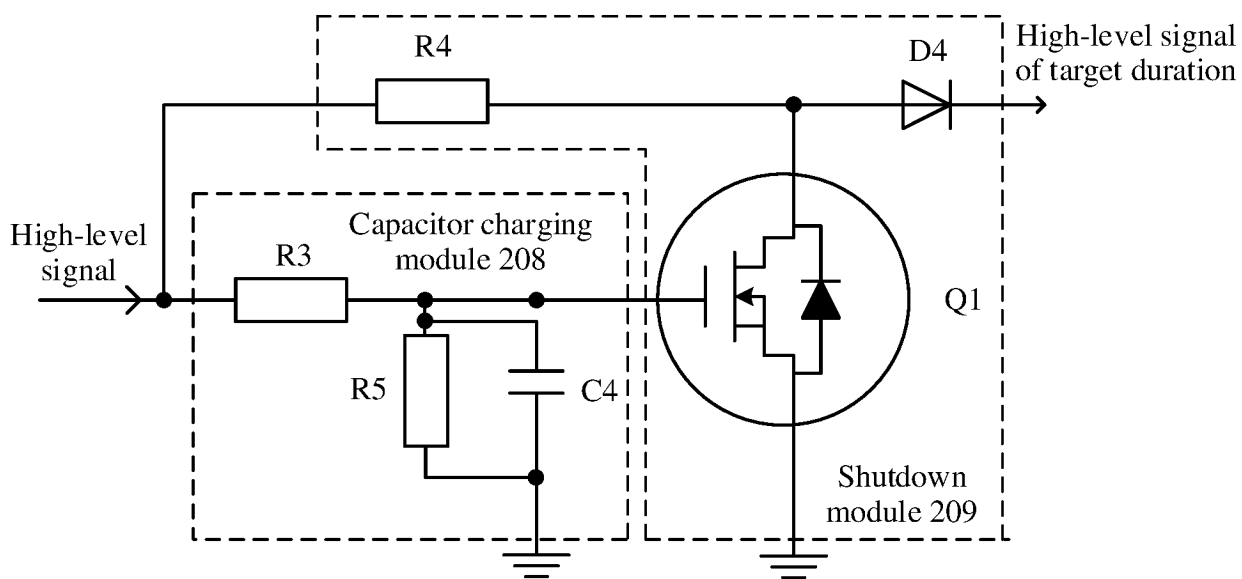 R4
D4
High-level signal
of target duration
High-level
signal
R3
Capacitor charging
module 208
Q1
R5
C4
Shutdown
module 209